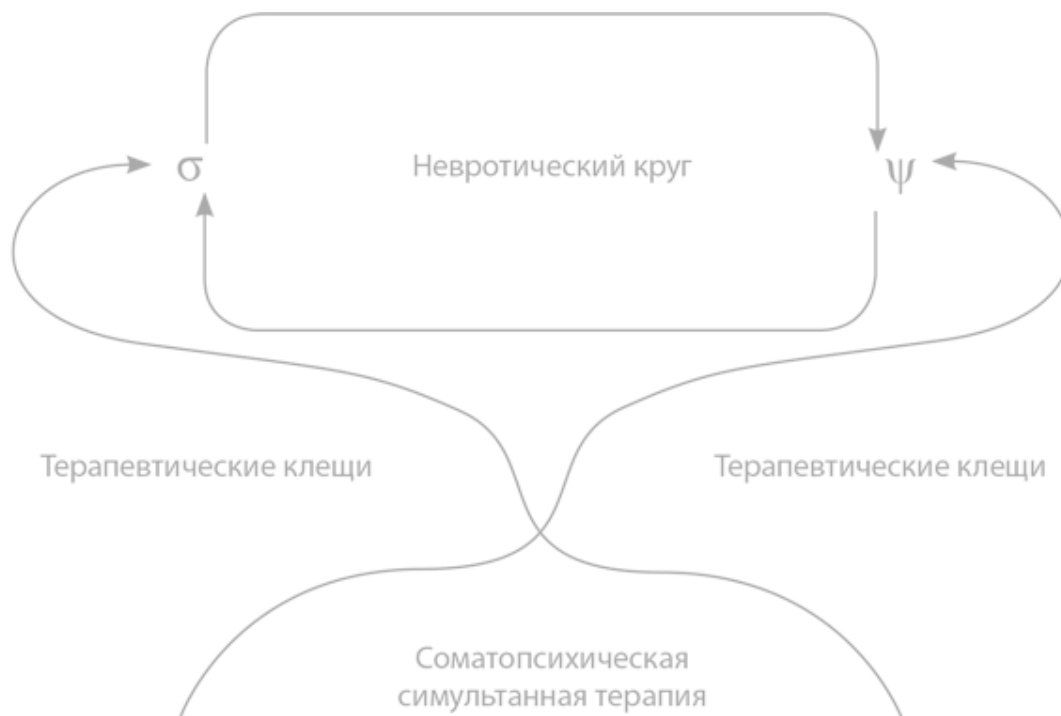 σ Невротический круг ψ
Терапевтические клещи Терапевтические клещи
Соматопсихическая
симультанная терапия